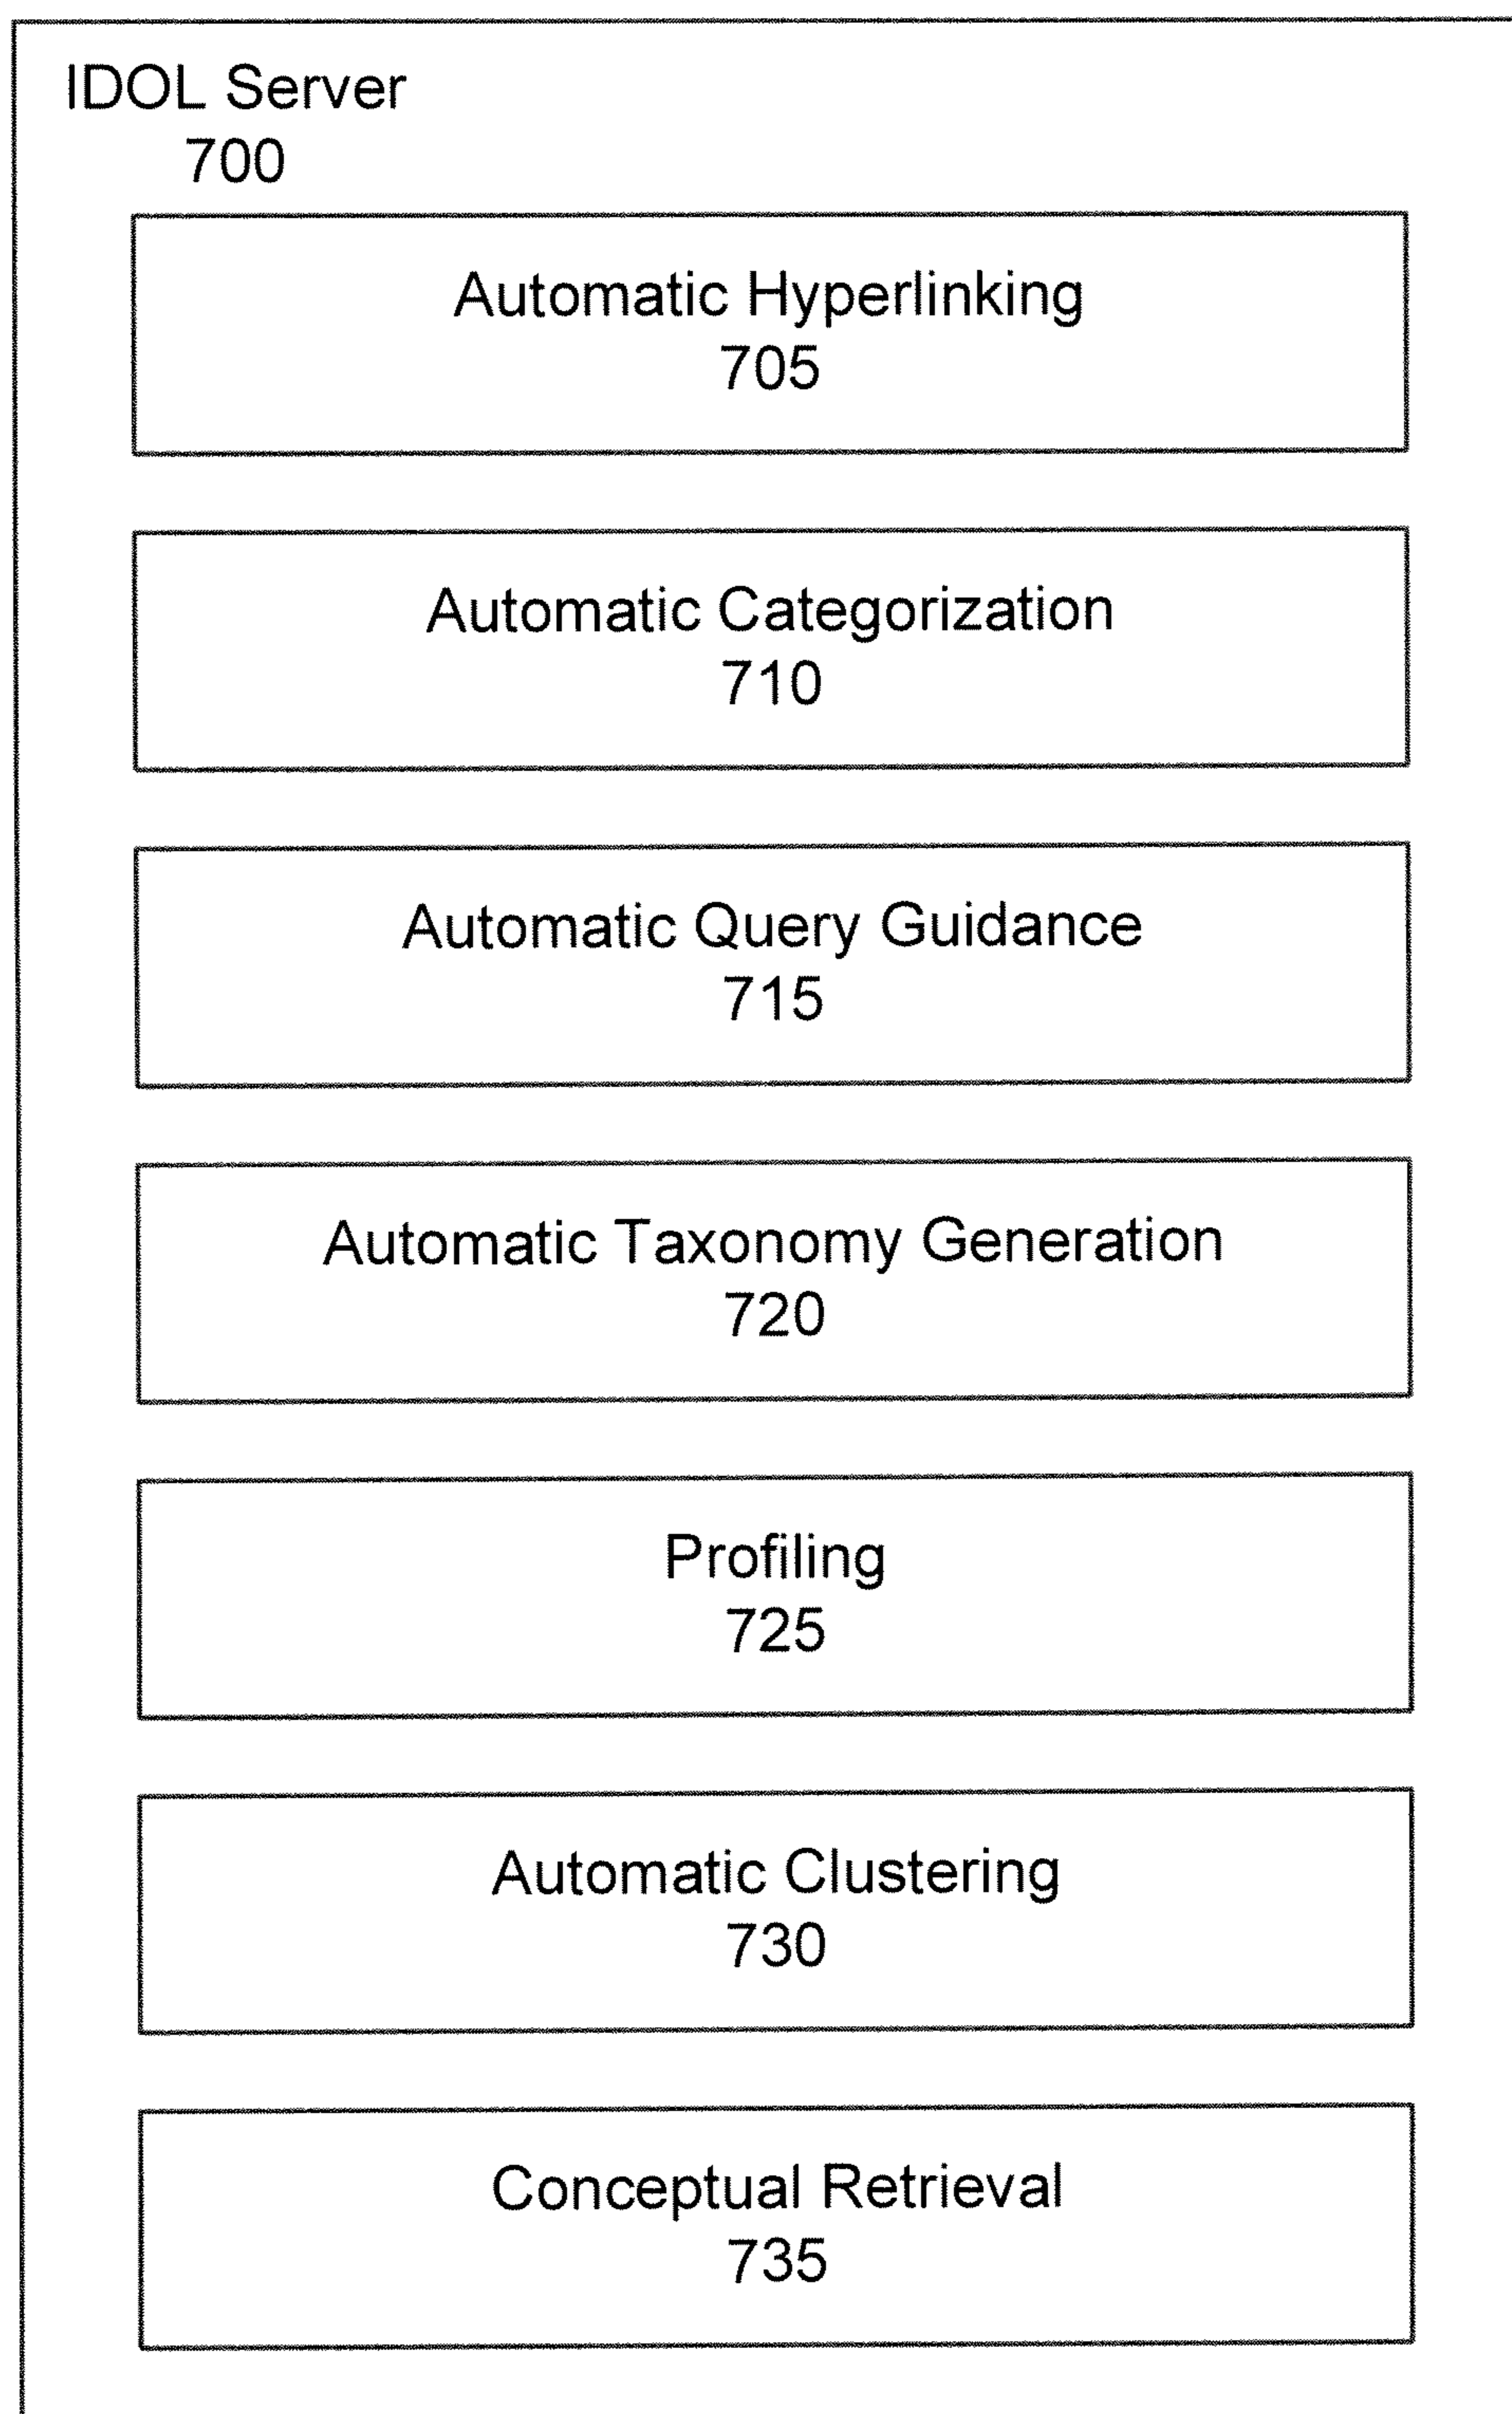 IDOL Server
700
Automatic Hyperlinking
705
Automatic Categorization
710
Automatic Query Guidance
715
Automatic Taxonomy Generation
720
Profiling
725
Automatic Clustering
730
Conceptual Retrieval
735